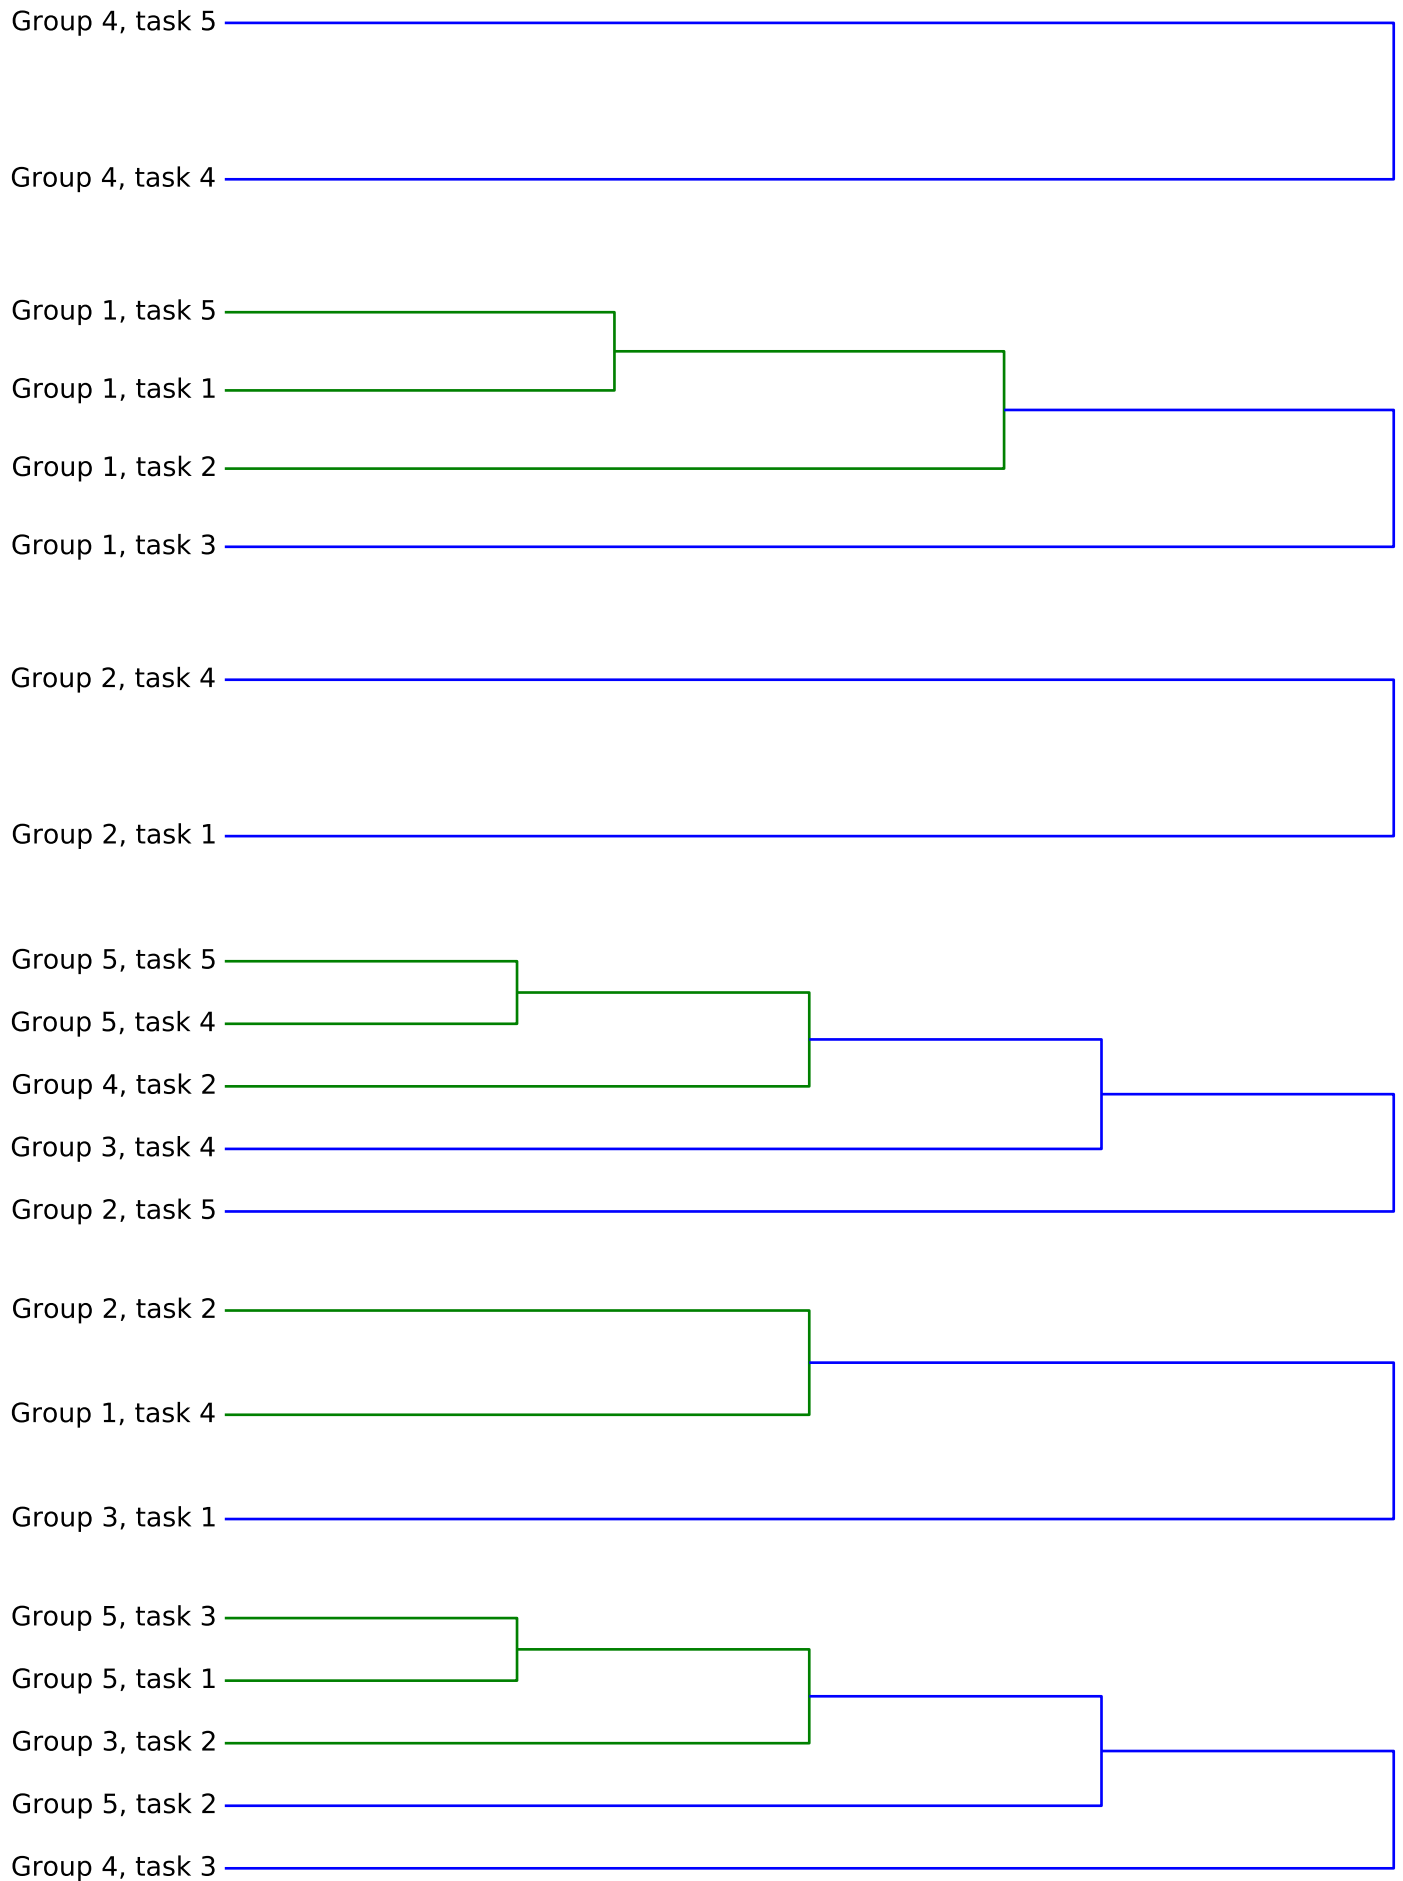 Group 4, task 5
Group 4, task 4
Group 1, task 5
Group 1, task 1
Group 1, task 2
Group 1, task 3
Group 2, task 4
Group 2, task 1
Group 5, task 5
Group 5, task 4
Group 4, task 2
Group 3, task 4
Group 2, task 5
Group 2, task 2
Group 1, task 4
Group 3, task 1
Group 5, task 3
Group 5, task 1
Group 3, task 2
Group 5, task 2
Group 4, task 3